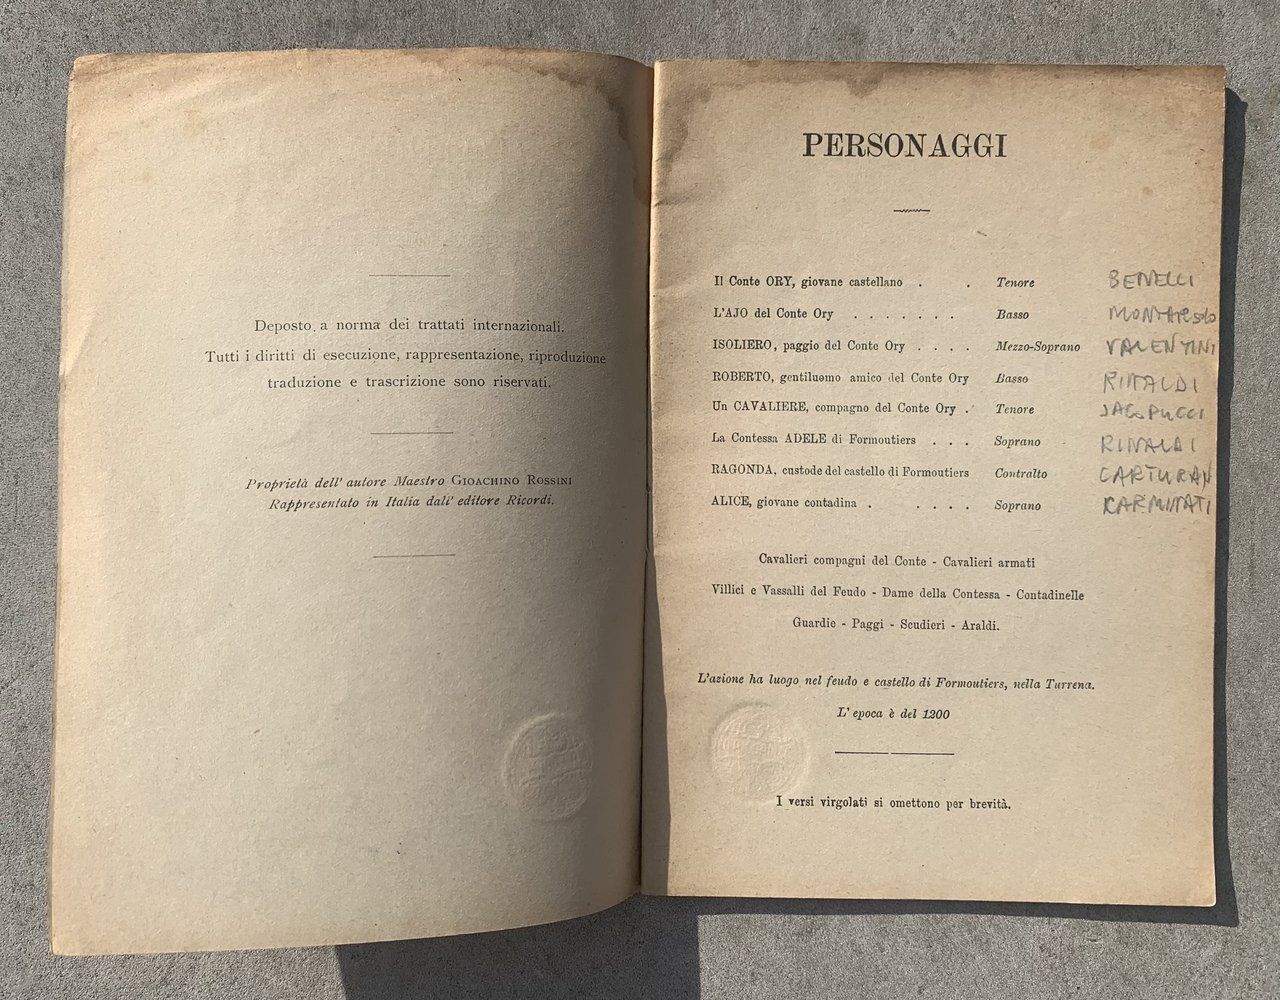 Deposto a norma dei trattati internazionali.
Tutti i diritti di esecuzione, rappresentazione, riproduzione
traduzione e trascrizione sono riservati.
Proprietà dell' autore Maestro GIOACHINO ROSSINI
Rappresentato in Italia dall' editore Ricordi.
PERSONAGGI
Il Conte ORY, giovane castellano . . Tenore BENELLI
L'AJO del Conte Ory . . . . . . . Basso MONTARSOLO
ISOLIERO, paggio del Conte Ory . . . . Mezzo-Soprano VALENTINI
ROBERTO, gentiluomo amico del Conte Ory Basso RINALDI
Un CAVALIERE, compagno del Conte Ory . Tenore JACOPUCCI
La Contessa ADELE di Formoutiers . . . Soprano RINALDI
RAGONDA, custode del castello di Formoutiers Contralto CARTURAN
ALICE, giovane contadina . . . . . Soprano KARMITATI
Cavalieri compagni del Conte - Cavalieri armati
Villici e Vassalli del Feudo - Dame della Contessa - Contadinelle
Guardie - Paggi - Scudieri - Araldi.
L'azione ha luogo nel feudo e castello di Formoutiers, nella Turrena.
L' epoca è del 1200
I versi virgolati si omettono per brevità.